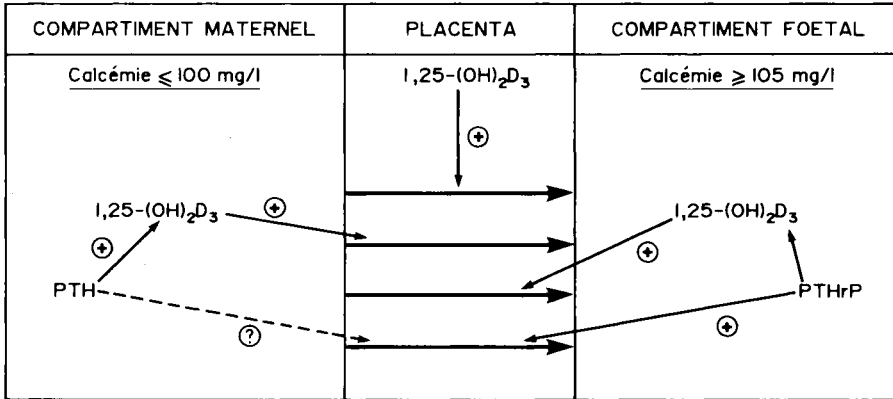 COMPARTIMENT MATERNEL PLACENTA COMPARTIMENT FOETAL
Calcémie ≤ 100 mg/l 1,25-(OH)₂D₃ Calcémie ≥ 105 mg/l
+
1,25-(OH)₂D₃ + 1,25-(OH)₂D₃
+ +
PTH PTHrP
? +